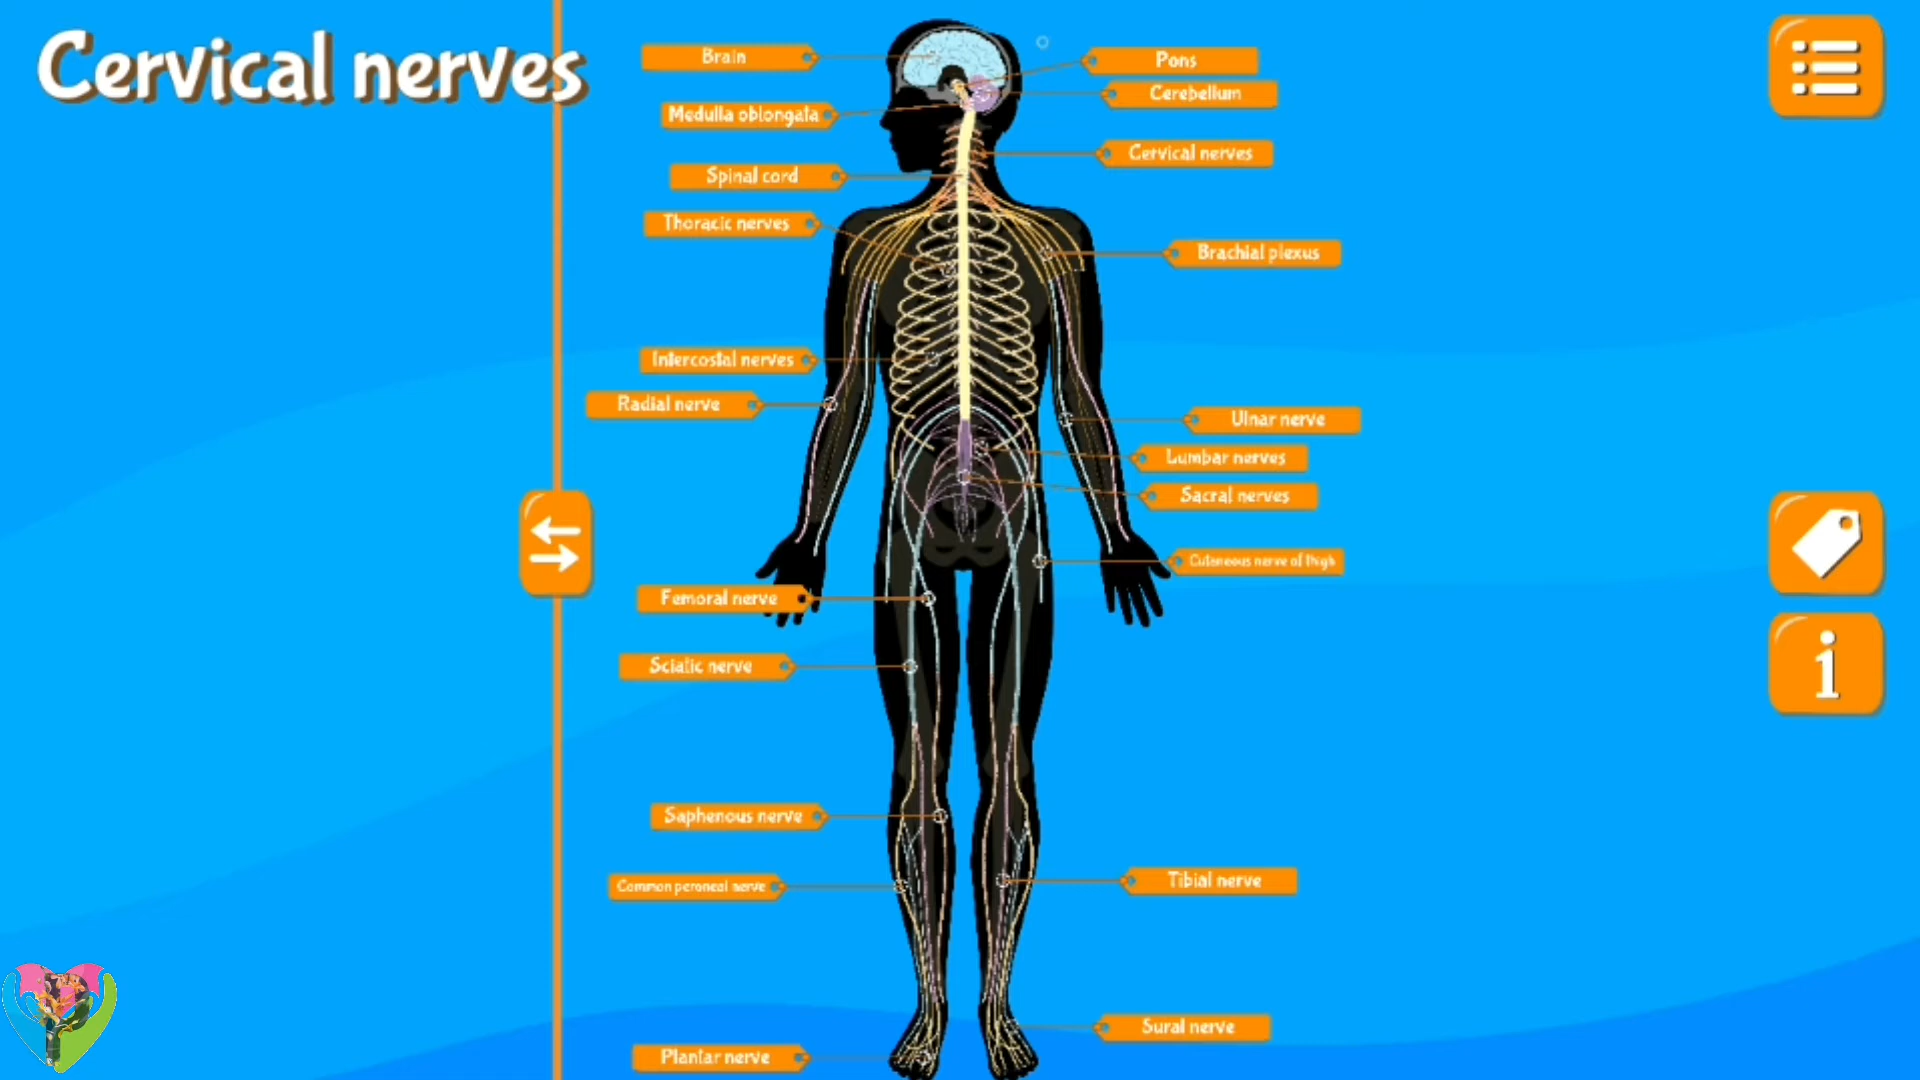 Cervical nerves
Brain
Pons
Cerebellum
Medulla oblongata
Cervical nerves
Spinal cord
Thoracic nerves
Brachial plexus
Intercostal nerves
Radial nerve
Ulnar nerve
Lumbar nerves
Sacral nerves
Cutaneous nerve of thigh
Femoral nerve
Sciatic nerve
Saphenous nerve
Common peroneal nerve
Tibial nerve
Sural nerve
Plantar nerve